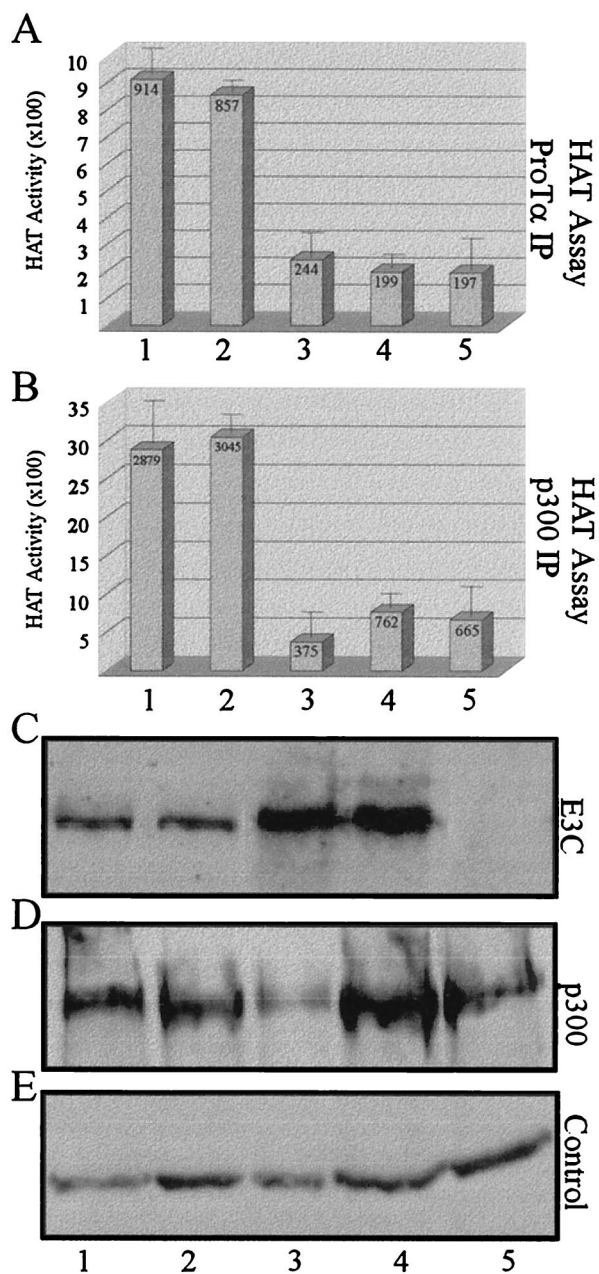 A
HAT Activity (x100)
10
9
8
7
6
5
4
3
2
1
914
857
244
199
197
1 2 3 4 5
HAT Assay
ProTα IP
B
HAT Activity (x100)
35
30
25
20
15
10
5
2879
3045
375
762
665
1 2 3 4 5
HAT Assay
p300 IP
C
E3C
D
p300
E
Control
1 2 3 4 5